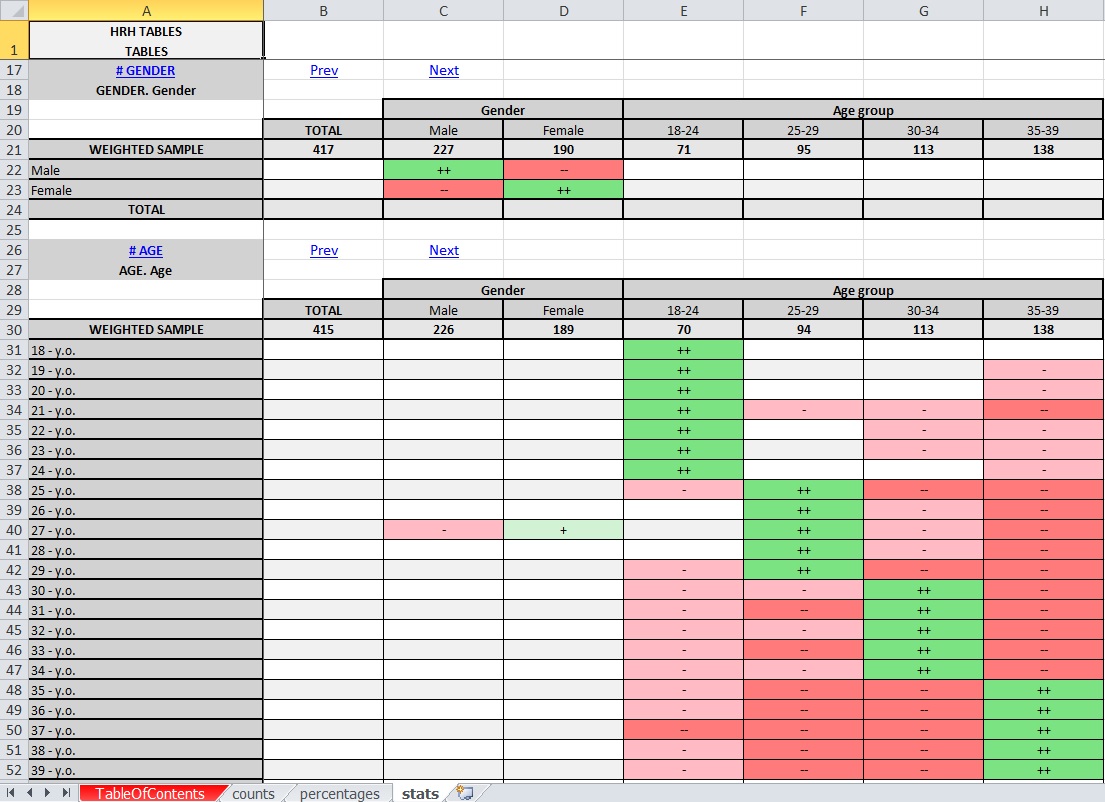 A B C D E F G H
1 HRH TABLES
TABLES
17 # GENDER Prev Next
18 GENDER. Gender
19 Gender Age group
20 TOTAL Male Female 18-24 25-29 30-34 35-39
21 WEIGHTED SAMPLE 417 227 190 71 95 113 138
22 Male ++ --
23 Female -- ++
24 TOTAL
25
26 # AGE Prev Next
27 AGE. Age
28 Gender Age group
29 TOTAL Male Female 18-24 25-29 30-34 35-39
30 WEIGHTED SAMPLE 415 226 189 70 94 113 138
31 18 - y.o. ++
32 19 - y.o. ++ -
33 20 - y.o. ++ -
34 21 - y.o. ++ - - --
35 22 - y.o. ++ - -
36 23 - y.o. ++ - -
37 24 - y.o. ++ -
38 25 - y.o. - ++ -- --
39 26 - y.o. ++ - --
40 27 - y.o. - + ++ - --
41 28 - y.o. ++ - --
42 29 - y.o. - ++ -- --
43 30 - y.o. - - ++ --
44 31 - y.o. - -- ++ --
45 32 - y.o. - - ++ --
46 33 - y.o. - -- ++ --
47 34 - y.o. - - ++ --
48 35 - y.o. - -- -- ++
49 36 - y.o. - -- -- ++
50 37 - y.o. -- -- -- ++
51 38 - y.o. - -- -- ++
52 39 - y.o. - -- -- ++
TableOfContents counts percentages stats